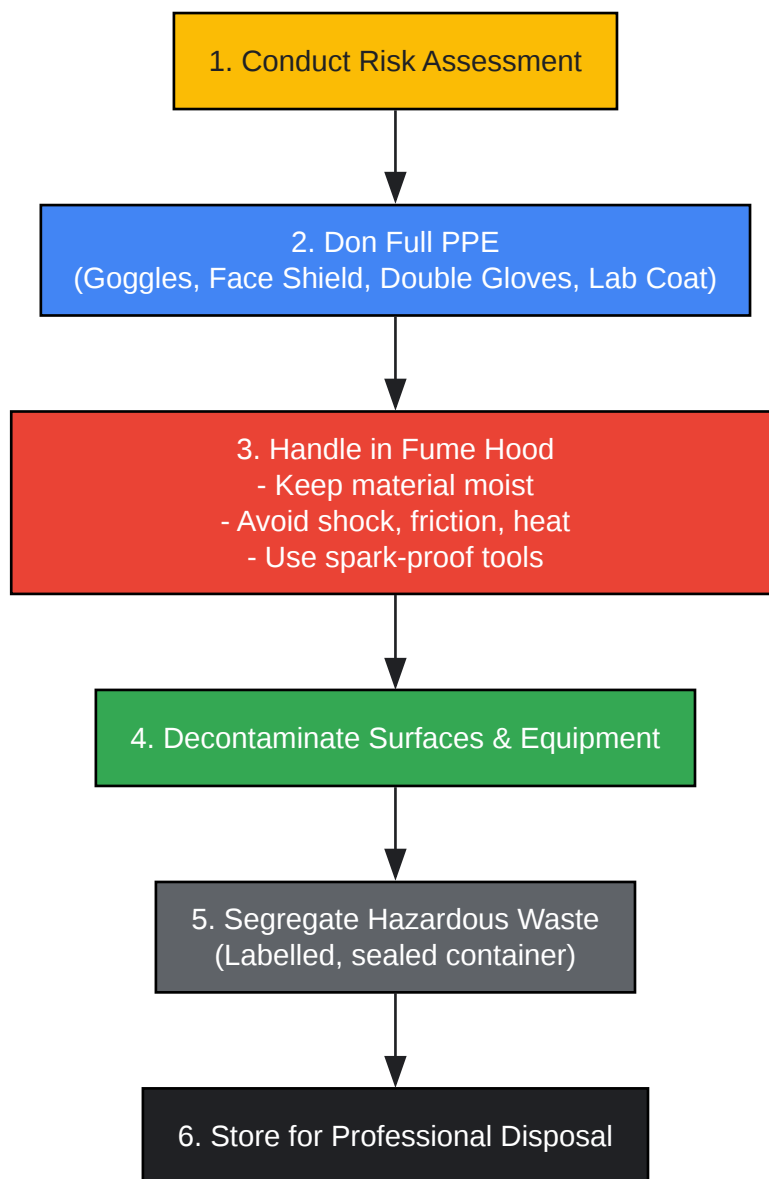 1. Conduct Risk Assessment
2. Don Full PPE
(Goggles, Face Shield, Double Gloves, Lab Coat)
3. Handle in Fume Hood
- Keep material moist
- Avoid shock, friction, heat
- Use spark-proof tools
4. Decontaminate Surfaces & Equipment
5. Segregate Hazardous Waste
(Labelled, sealed container)
6. Store for Professional Disposal